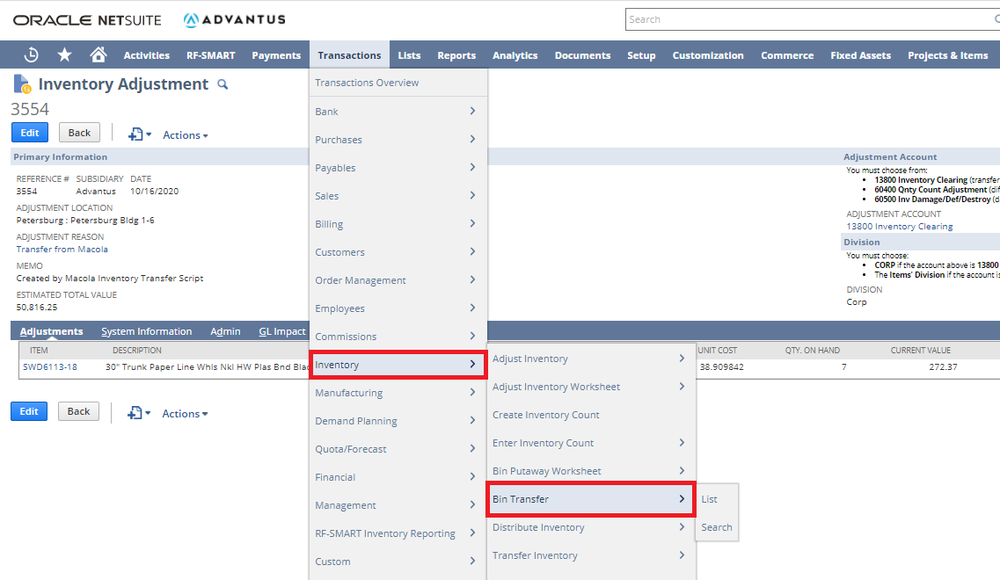 ORACLE NETSUITE ADVANTUS Search
Activities RF-SMART Payments Transactions Lists Reports Analytics Documents Setup Customization Commerce Fixed Assets Projects & Items
Inventory Adjustment
3554
Edit Back Actions
Primary Information
REFERENCE # SUBSIDIARY DATE
3554 Advantus 10/16/2020
ADJUSTMENT LOCATION
Petersburg : Petersburg Bldg 1-6
ADJUSTMENT REASON
Transfer from Macola
MEMO
Created by Macola Inventory Transfer Script
ESTIMATED TOTAL VALUE
50,816.25
Adjustment Account
You must choose from:
• 13800 Inventory Clearing (transfer
• 60400 Qnty Count Adjustment (dif
• 60500 Inv Damage/Def/Destroy (d
ADJUSTMENT ACCOUNT
13800 Inventory Clearing
Division
You must choose:
• CORP if the account above is 13800
• The Items' Division if the account is
DIVISION
Corp
Adjustments System Information Admin GL Impact
ITEM DESCRIPTION UNIT COST QTY. ON HAND CURRENT VALUE
SWD6113-18 30" Trunk Paper Line Whls Nkl HW Plas Bnd Blac 38.909842 7 272.37
Edit Back Actions
Transactions Overview
Bank
Purchases
Payables
Sales
Billing
Customers
Order Management
Employees
Commissions
Inventory
Manufacturing
Demand Planning
Quota/Forecast
Financial
Management
RF-SMART Inventory Reporting
Custom
Adjust Inventory
Adjust Inventory Worksheet
Create Inventory Count
Enter Inventory Count
Bin Putaway Worksheet
Bin Transfer
Distribute Inventory
Transfer Inventory
List
Search